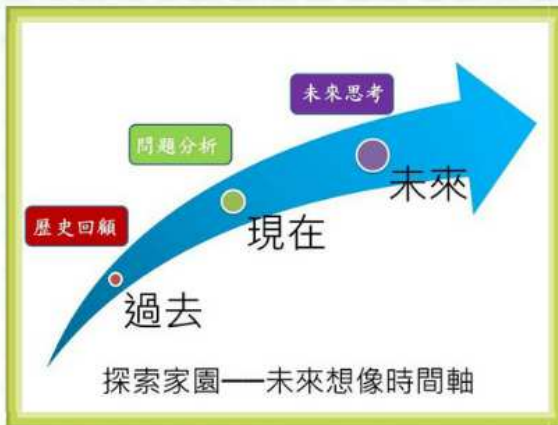 未來思考
問題分析
未來
歷史回顧
現在
過去
探索家園──未來想像時間軸